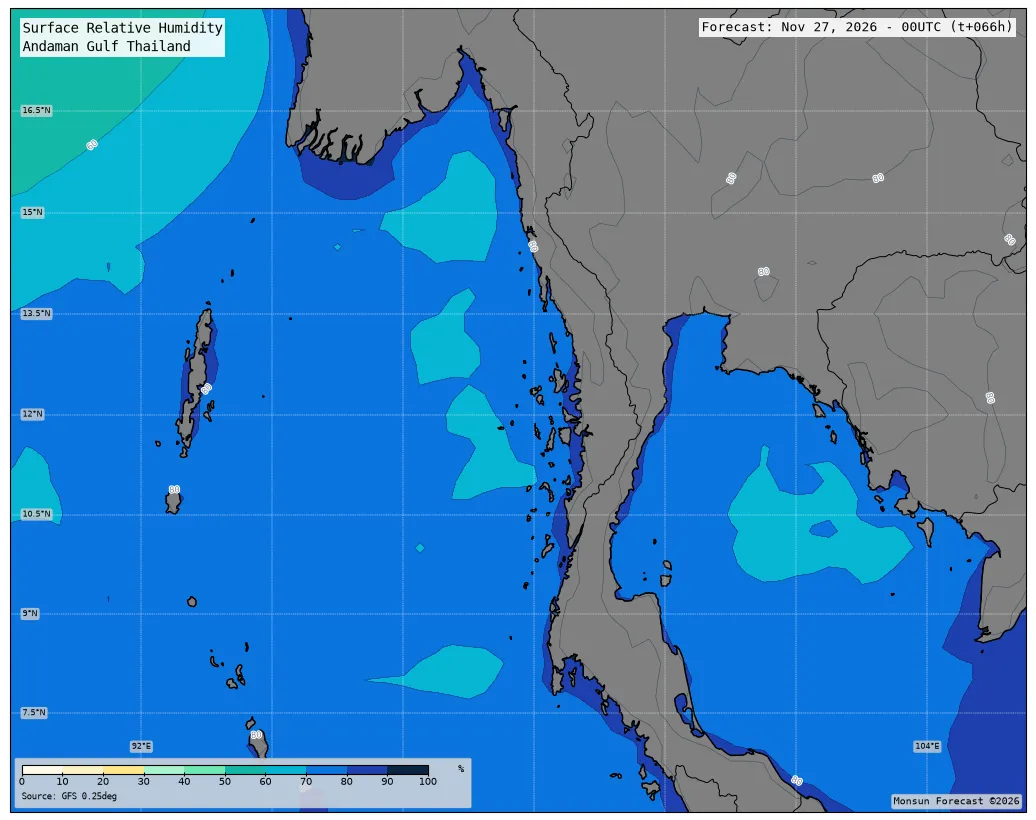 Surface Relative Humidity
Andaman Gulf Thailand
Forecast: Nov 27, 2026 - 00UTC (t+066h)
16.5°N
60
80
80
15°N
80
80
80
13.5°N
80
80
12°N
80
10.5°N
9°N
7.5°N
80
92°E
104°E
80
0 10 20 30 40 50 60 70 80 90 100 %
Source: GFS 0.25deg
Monsun Forecast ©2026